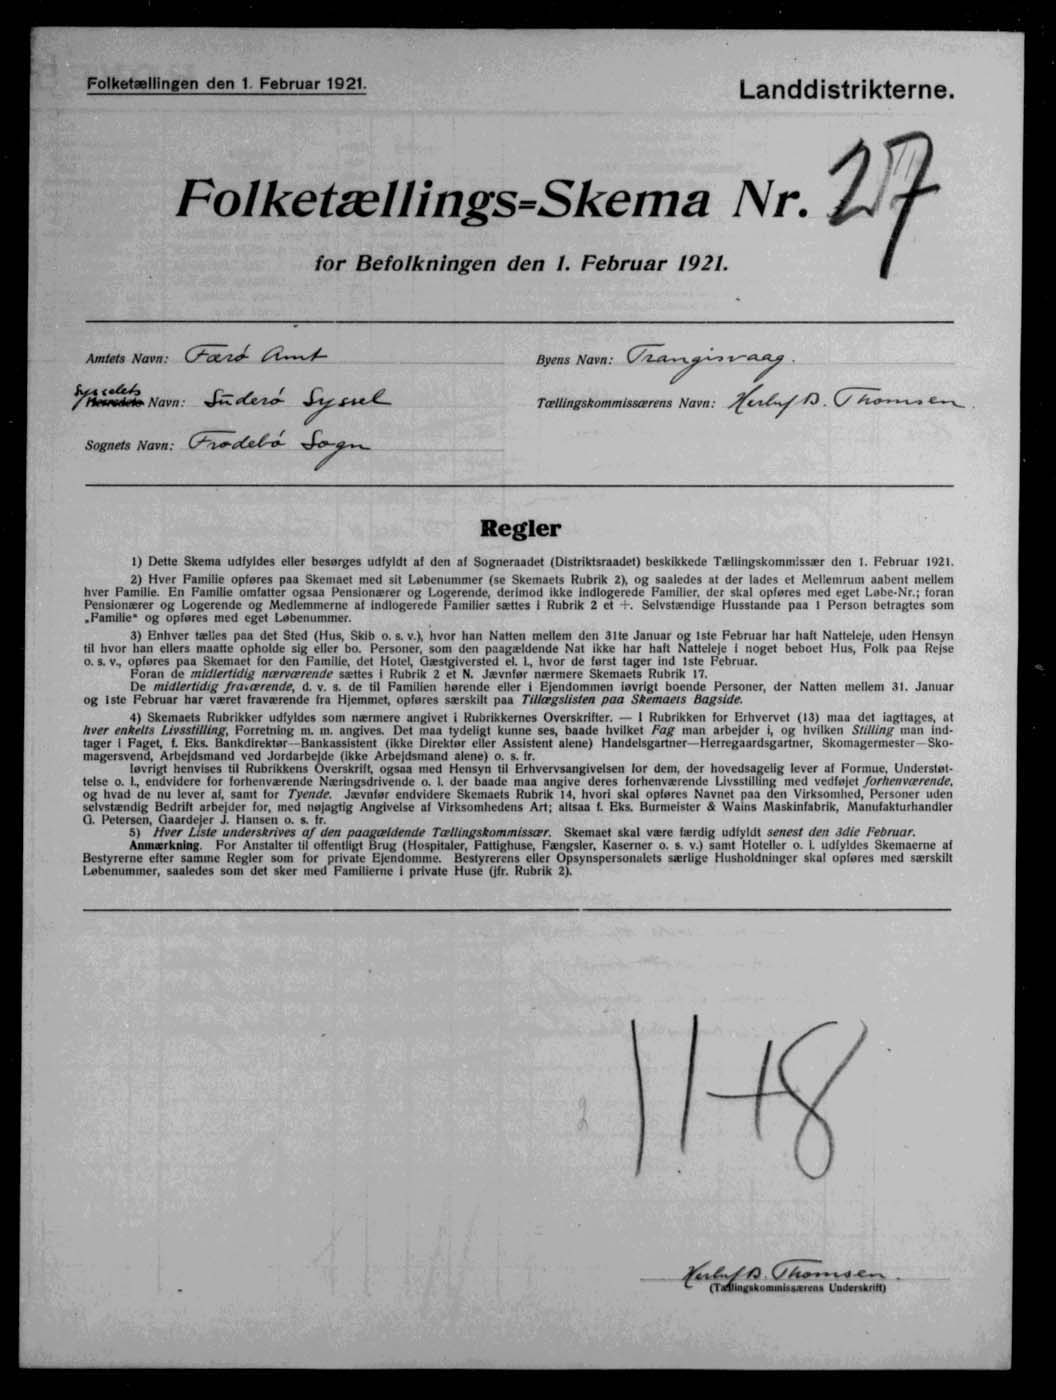 Folketællingen den 1. Februar 1921.
Landdistrikterne.
Folketællings=Skema Nr. 27
for Befolkningen den 1. Februar 1921.
Amtets Navn: Færø Amt
Byens Navn: Trangisvaag.
Sysselets
Herredets Navn: Suderø Syssel
Tællingskommissærens Navn: Herluf B. Thomsen.
Sognets Navn: Frodebö Sogn
Regler
1) Dette Skema udfyldes eller besørges udfyldt af den af Sogneraadet (Distriktsraadet) beskikkede Tællingskommissær den 1. Februar 1921.
2) Hver Familie opføres paa Skemaet med sit Løbenummer (se Skemaets Rubrik 2), og saaledes at der lades et Mellemrum aabent mellem
hver Familie. En Familie omfatter ogsaa Pensionærer og Logerende, derimod ikke indlogerede Familier, der skal opføres med eget Løbe-Nr.; foran
Pensionærer og Logerende og Medlemmerne af indlogerede Familier sættes i Rubrik 2 et +. Selvstændige Husstande paa 1 Person betragtes som
„Familie" og opføres med eget Løbenummer.
3) Enhver tælles paa det Sted (Hus, Skib o. s. v.), hvor han Natten mellem den 31te Januar og 1ste Februar har haft Natteleje, uden Hensyn
til hvor han ellers maatte opholde sig eller bo. Personer, som den paagældende Nat ikke har haft Natteleje i noget beboet Hus, Folk paa Rejse
o. s. v., opføres paa Skemaet for den Familie, det Hotel, Gæstgiversted el. l., hvor de først tager ind 1ste Februar.
Foran de midlertidig nærværende sættes i Rubrik 2 et N. Jævnfør nærmere Skemaets Rubrik 17.
De midlertidig fraværende, d. v. s. de til Familien hørende eller i Ejendommen iøvrigt boende Personer, der Natten mellem 31. Januar
og 1ste Februar har været fraværende fra Hjemmet, opføres særskilt paa Tillægslisten paa Skemaets Bagside.
4) Skemaets Rubrikker udfyldes som nærmere angivet i Rubrikkernes Overskrifter. — I Rubrikken for Erhvervet (13) maa det iagttages, at
hver enkelts Livsstilling, Forretning m. m. angives. Det maa tydeligt kunne ses, baade hvilket Fag man arbejder i, og hvilken Stilling man ind-
tager i Faget, f. Eks. Bankdirektør—Bankassistent (ikke Direktør eller Assistent alene) Handelsgartner—Herregaardsgartner, Skomagermester—Sko-
magersvend, Arbejdsmand ved Jordarbejde (ikke Arbejdsmand alene) o. s. fr.
Iøvrigt henvises til Rubrikkens Overskrift, ogsaa med Hensyn til Erhvervsangivelsen for dem, der hovedsagelig lever af Formue, Understøt-
telse o. l., endvidere for forhenværende Næringsdrivende o. l. der baade maa angive deres forhenværende Livsstilling med vedføjet forhenværende,
og hvad de nu lever af, samt for Tyende. Jævnfør endvidere Skemaets Rubrik 14, hvori skal opføres Navnet paa den Virksomhed, Personer uden
selvstændig Bedrift arbejder for, med nøjagtig Angivelse af Virksomhedens Art; altsaa f. Eks. Burmeister & Wains Maskinfabrik, Manufakturhandler
G. Petersen, Gaardejer J. Hansen o. s. fr.
5) Hver Liste underskrives af den paagældende Tællingskommissær. Skemaet skal være færdig udfyldt senest den 3die Februar.
Anmærkning. For Anstalter til offentligt Brug (Hospitaler, Fattighuse, Fængsler, Kaserner o. s. v.) samt Hoteller o. l. udfyldes Skemaerne af
Bestyrerne efter samme Regler som for private Ejendomme. Bestyrerens eller Opsynspersonalets særlige Husholdninger skal opføres med særskilt
Løbenummer, saaledes som det sker med Familierne i private Huse (jfr. Rubrik 2).
11+8
Herluf B. Thomsen.
(Tællingskommissærens Underskrift)